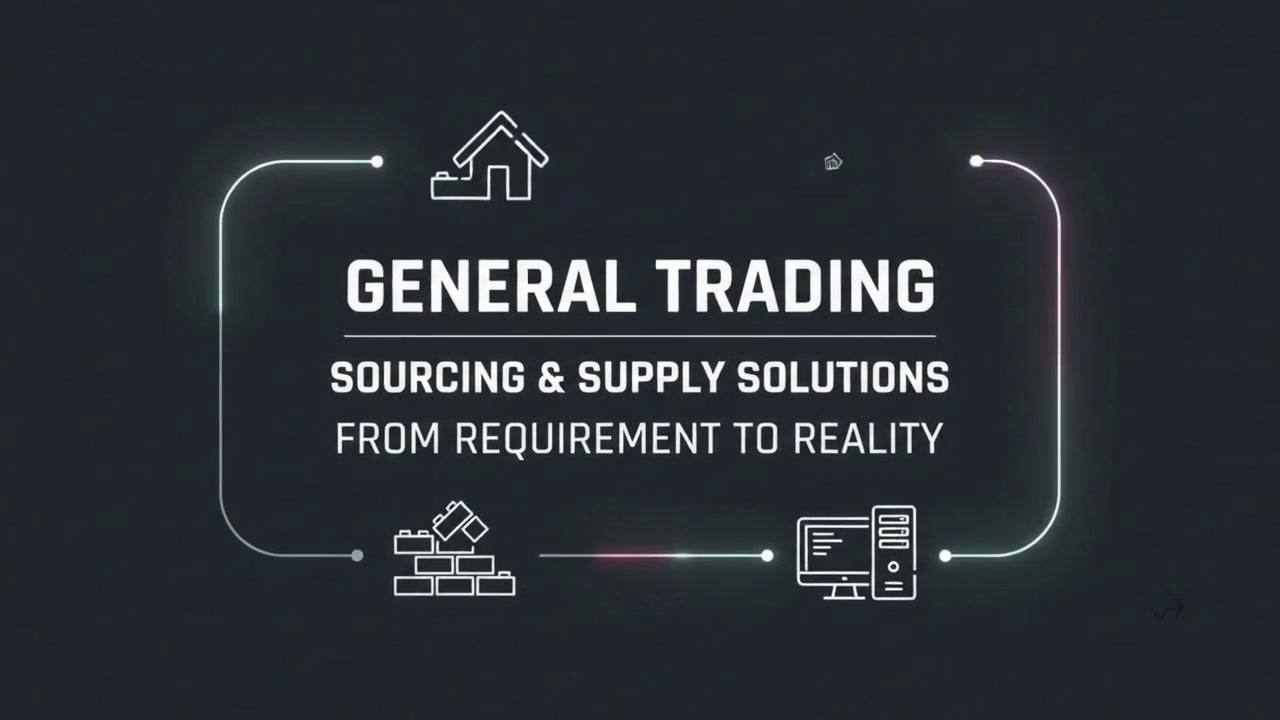 GENERAL TRADING
SOURCING & SUPPLY SOLUTIONS
FROM REQUIREMENT TO REALITY